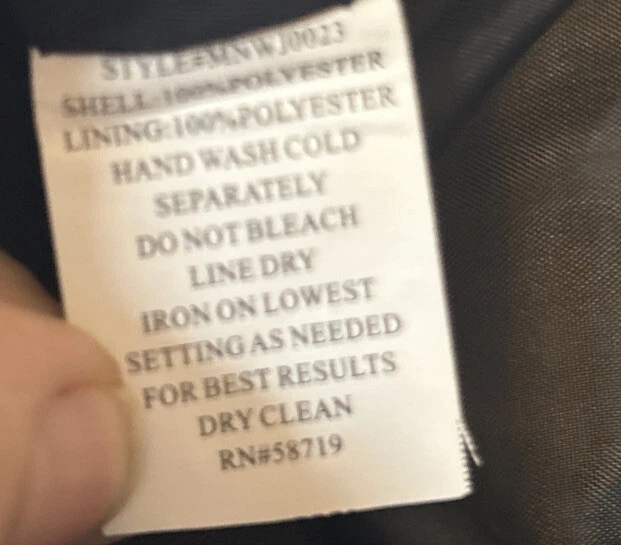 STYLE#MNWJ0023
SHELL:100%POLYESTER
LINING:100%POLYESTER
HAND WASH COLD
SEPARATELY
DO NOT BLEACH
LINE DRY
IRON ON LOWEST
SETTING AS NEEDED
FOR BEST RESULTS
DRY CLEAN
RN#58719